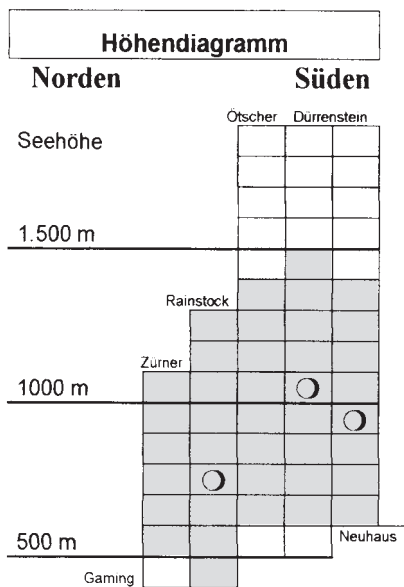 Höhendiagramm
Norden Süden
Ötscher Dürrenstein
Seehöhe
1.500 m
Rainstock
Zürner
1000 m
Neuhaus
500 m
Gaming